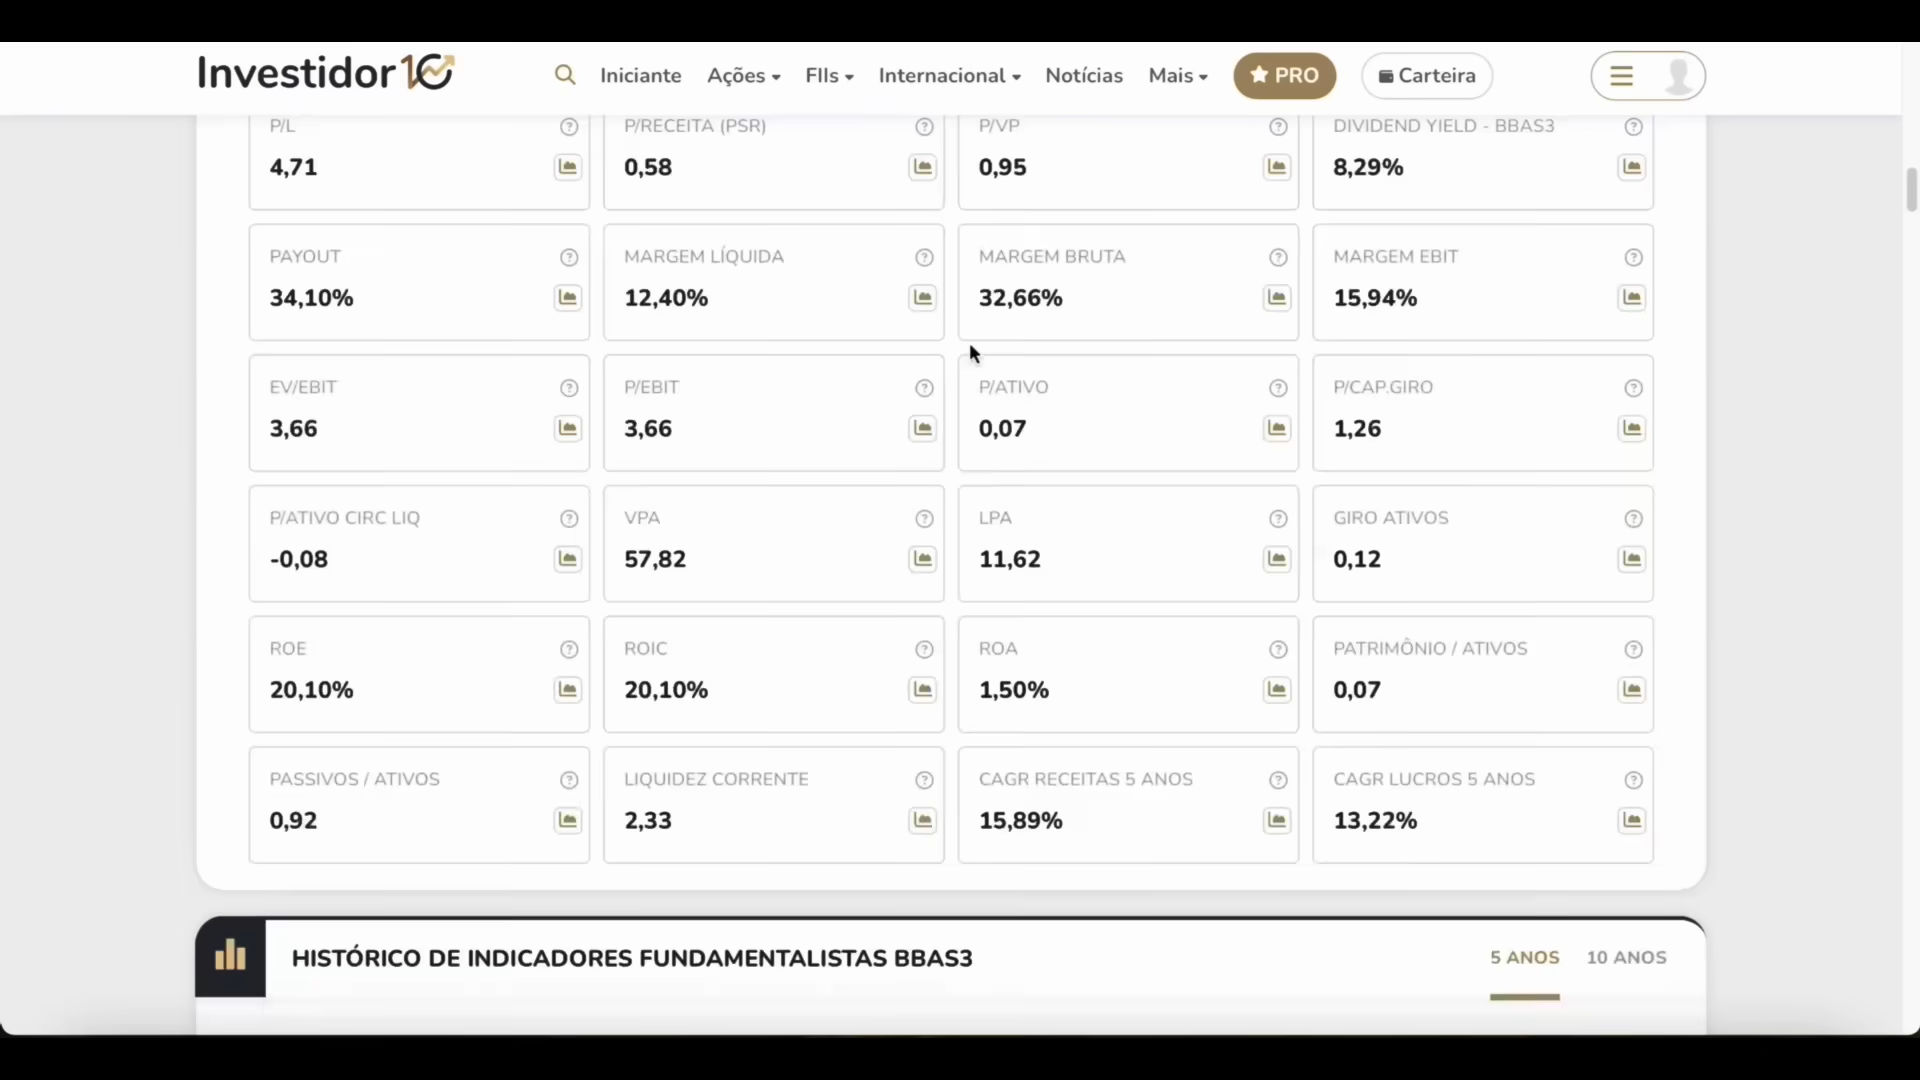 Investidor 10
Iniciante
Ações
FIIs
Internacional
Notícias
Mais
PRO
Carteira
P/L
4,71
P/RECEITA (PSR)
0,58
P/VP
0,95
DIVIDEND YIELD - BBAS3
8,29%
PAYOUT
34,10%
MARGEM LÍQUIDA
12,40%
MARGEM BRUTA
32,66%
MARGEM EBIT
15,94%
EV/EBIT
3,66
P/EBIT
3,66
P/ATIVO
0,07
P/CAP.GIRO
1,26
P/ATIVO CIRC LIQ
-0,08
VPA
57,82
LPA
11,62
GIRO ATIVOS
0,12
ROE
20,10%
ROIC
20,10%
ROA
1,50%
PATRIMÔNIO / ATIVOS
0,07
PASSIVOS / ATIVOS
0,92
LIQUIDEZ CORRENTE
2,33
CAGR RECEITAS 5 ANOS
15,89%
CAGR LUCROS 5 ANOS
13,22%
HISTÓRICO DE INDICADORES FUNDAMENTALISTAS BBAS3
5 ANOS
10 ANOS